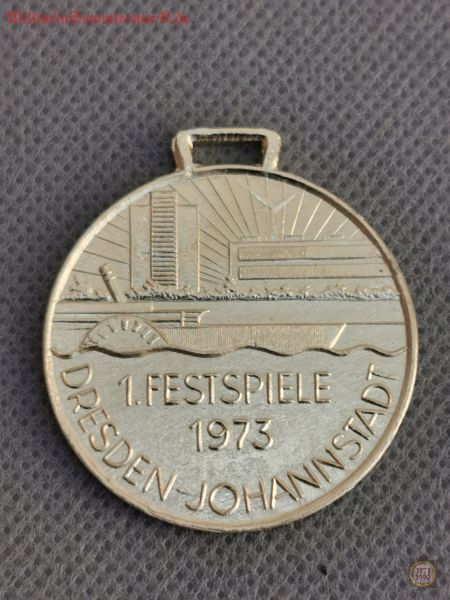 1. FESTSPIELE
1973
DRESDEN-JOHANNSTADT